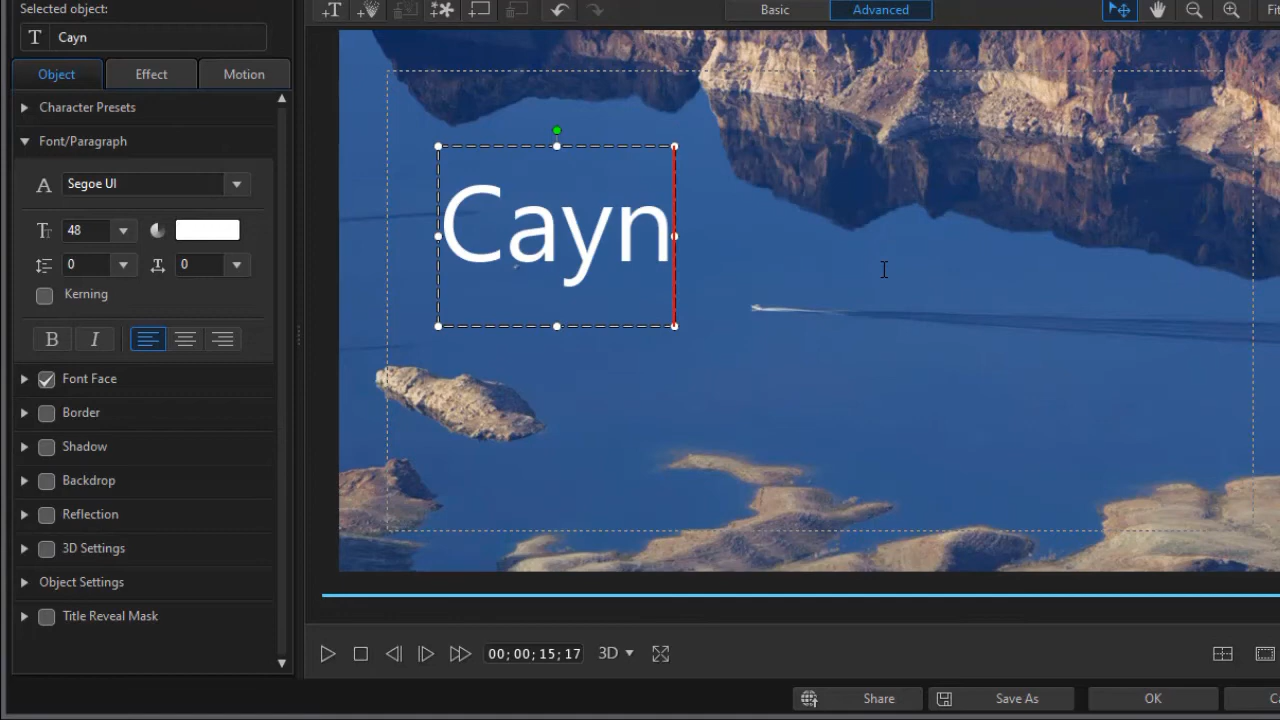 Selected object:
T Cayn
Object Effect Motion
Character Presets
Font/Paragraph
Segoe UI
48
0 0
Kerning
B I
Font Face
Border
Shadow
Backdrop
Reflection
3D Settings
Object Settings
Title Reveal Mask
Basic Advanced
Cayn
00;00;15;17 3D
Share Save As OK